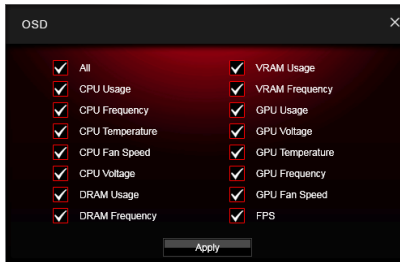 OSD
All
CPU Usage
CPU Frequency
CPU Temperature
CPU Fan Speed
CPU Voltage
DRAM Usage
DRAM Frequency
VRAM Usage
VRAM Frequency
GPU Usage
GPU Voltage
GPU Temperature
GPU Frequency
GPU Fan Speed
FPS
Apply